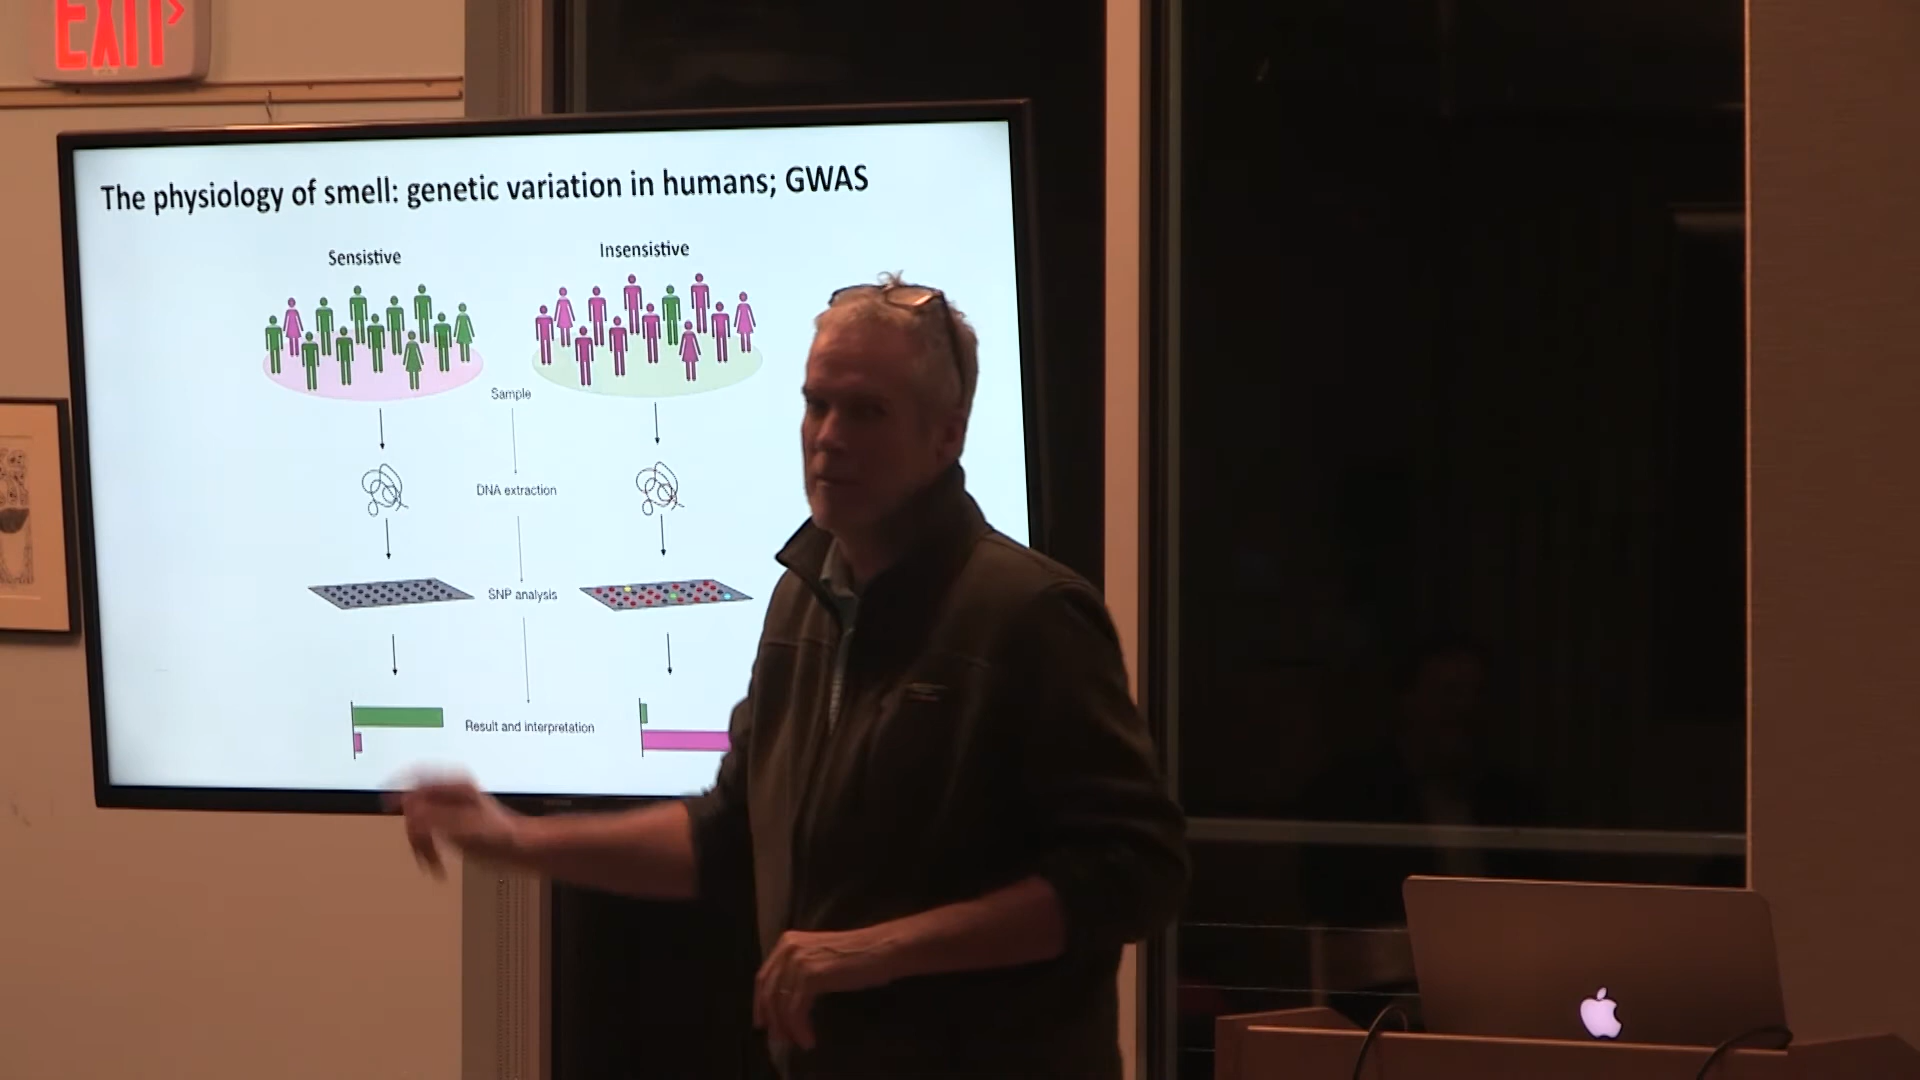 EXIT
The physiology of smell: genetic variation in humans; GWAS
Sensistive
Insensistive
Sample
DNA extraction
SNP analysis
Result and interpretation